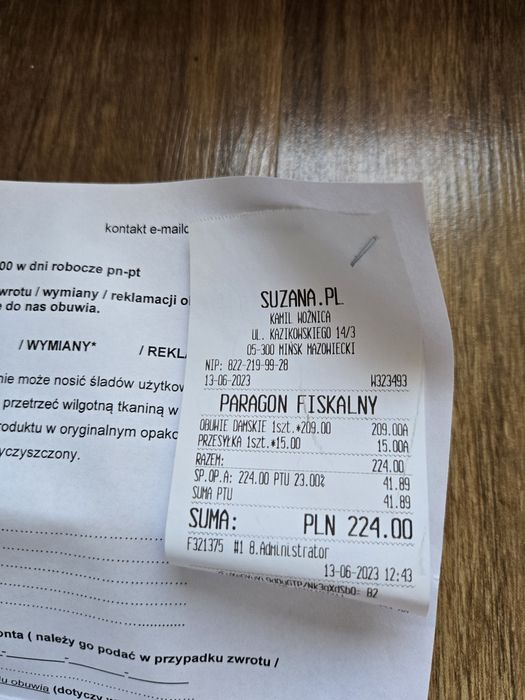 kontakt e-mailo
00 w dni robocze pn-pt
wrotu / wymiany / reklamacji o
do nas obuwia.
/ WYMIANY*
/ REKL
nie może nosić śladów użytkow
przetrzeć wilgotną tkaniną w
oduktu w oryginalnym opako
yczyszczony.
onta ( należy go podać w przypadku zwrotu /
u obuwia (dotyczy
SUZANA.PL
KAMIL WOŹNICA
UL. KAZIKOWSKIEGO 14/3
05-300 MIŃSK MAZOWIECKI
NIP: 822-219-99-28
13-06-2023 W323493
PARAGON FISKALNY
OBUWIE DAMSKIE 1szt.*209.00 209.00A
PRZESYŁKA 1szt.*15.00 15.00A
RAZEM: 224.00
SP.OP.A: 224.00 PTU 23.00% 41.89
SUMA PTU 41.89
SUMA: PLN 224.00
F321375 #1 8.Administrator
13-06-2023 12:43